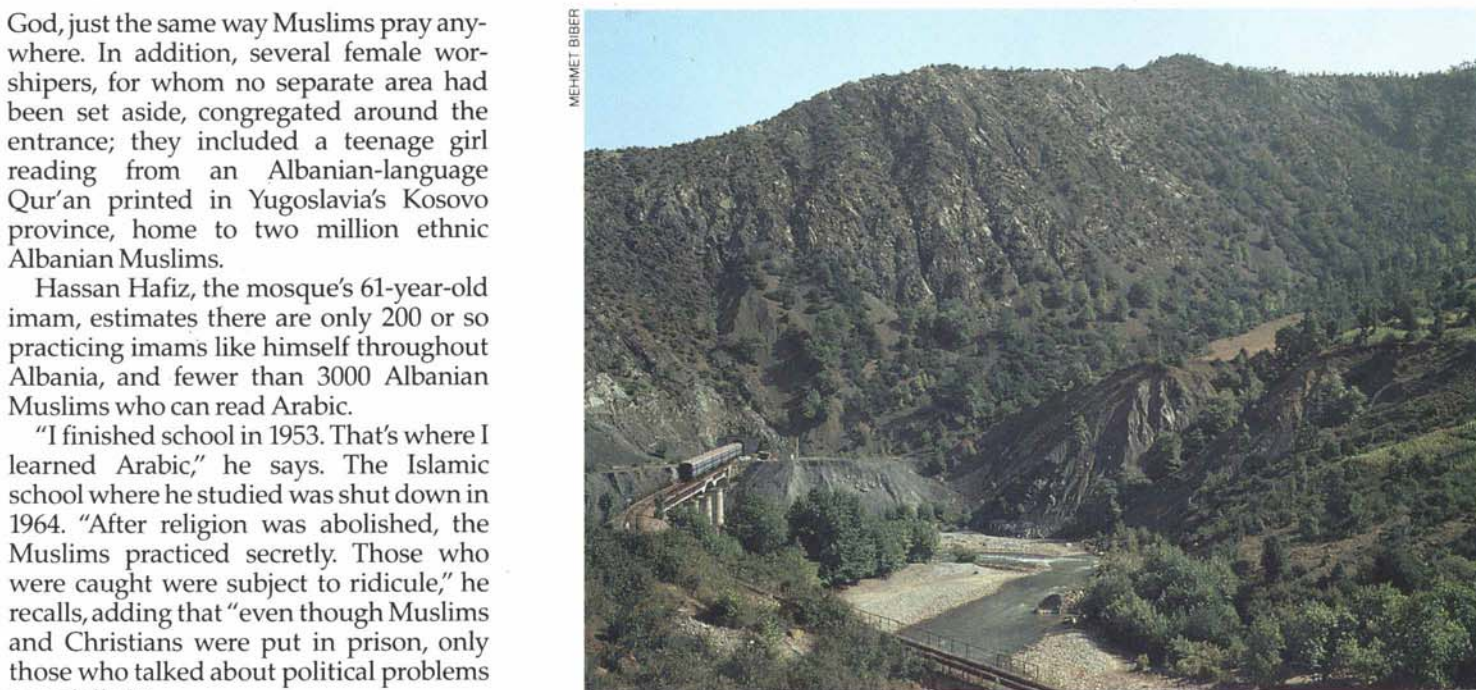 God, just the same way Muslims pray any-
where. In addition, several female wor-
shipers, for whom no separate area had
been set aside, congregated around the
entrance; they included a teenage girl
reading from an Albanian-language
Qur'an printed in Yugoslavia's Kosovo
province, home to two million ethnic
Albanian Muslims.
Hassan Hafiz, the mosque's 61-year-old
imam, estimates there are only 200 or so
practicing imams like himself throughout
Albania, and fewer than 3000 Albanian
Muslims who can read Arabic.
"I finished school in 1953. That's where I
learned Arabic," he says. The Islamic
school where he studied was shut down in
1964. "After religion was abolished, the
Muslims practiced secretly. Those who
were caught were subject to ridicule," he
recalls, adding that "even though Muslims
and Christians were put in prison, only
those who talked about political problems
MEHMET BIBER